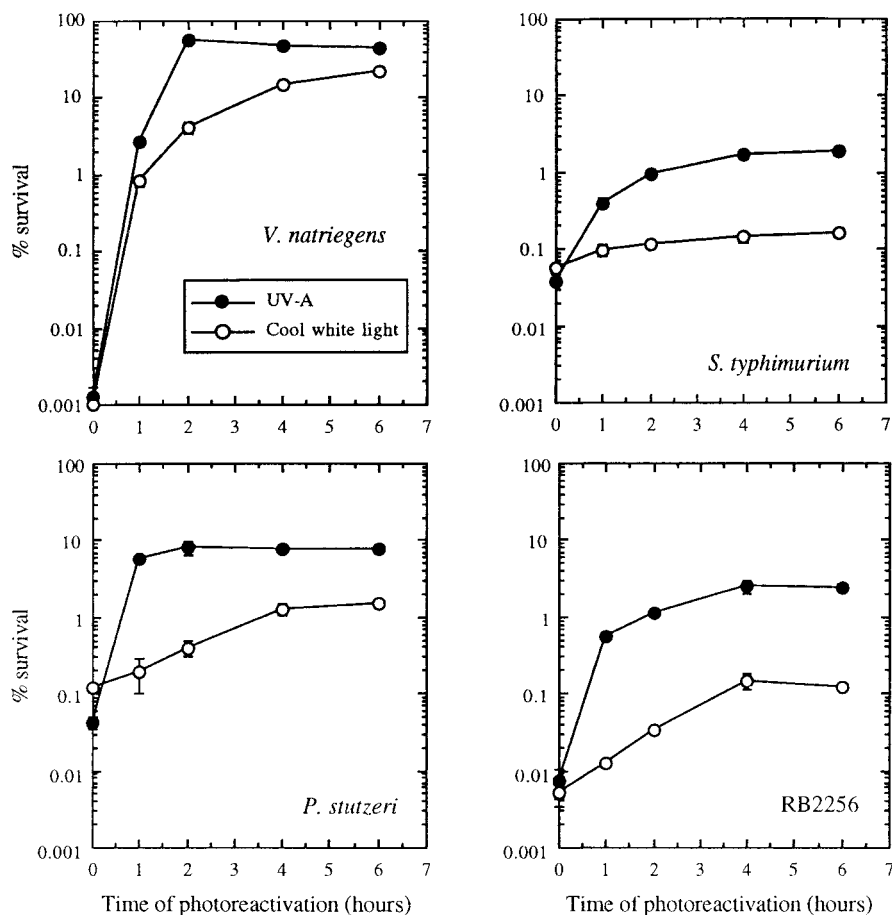 100
10
1
0.1
0.01
0.001
% survival
V. natriegens
UV-A
Cool white light
0 1 2 3 4 5 6 7
100
10
1
0.1
0.01
0.001
S. typhimurium
0 1 2 3 4 5 6 7
100
10
1
0.1
0.01
0.001
% survival
P. stutzeri
0 1 2 3 4 5 6 7
Time of photoreactivation (hours)
100
10
1
0.1
0.01
0.001
RB2256
0 1 2 3 4 5 6 7
Time of photoreactivation (hours)